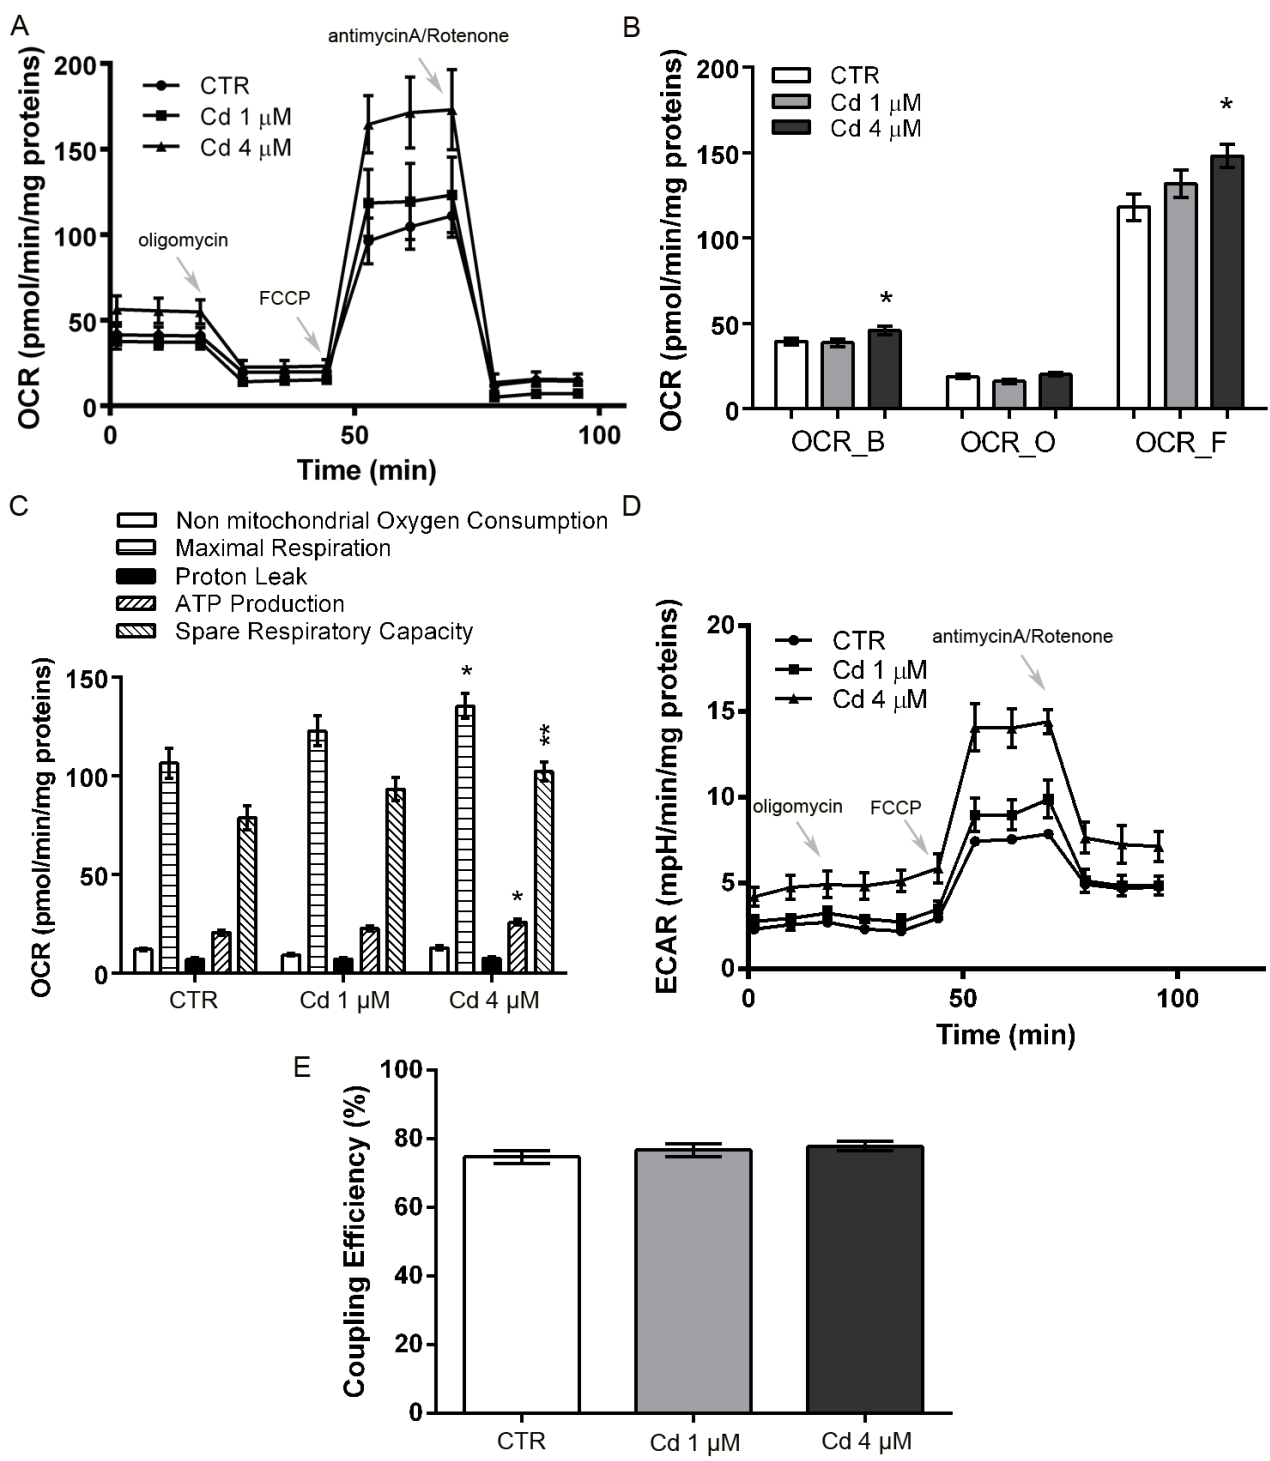 A
OCR (pmol/min/mg proteins)
200
150
100
50
0
0
50
100
Time (min)
CTR
Cd 1 μM
Cd 4 μM
oligomycin
FCCP
antimycinA/Rotenone
B
OCR (pmol/min/mg proteins)
200
150
100
50
0
CTR
Cd 1 μM
Cd 4 μM
*
*
OCR_B
OCR_O
OCR_F
C
Non mitochondrial Oxygen Consumption
Maximal Respiration
Proton Leak
ATP Production
Spare Respiratory Capacity
OCR (pmol/min/mg proteins)
150
100
50
0
*
*
**
CTR
Cd 1 μM
Cd 4 μM
D
ECAR (mpH/min/mg proteins)
20
15
10
5
0
0
50
100
Time (min)
CTR
Cd 1 μM
Cd 4 μM
oligomycin
FCCP
antimycinA/Rotenone
E
Coupling Efficiency (%)
100
80
60
40
20
0
CTR
Cd 1 μM
Cd 4 μM